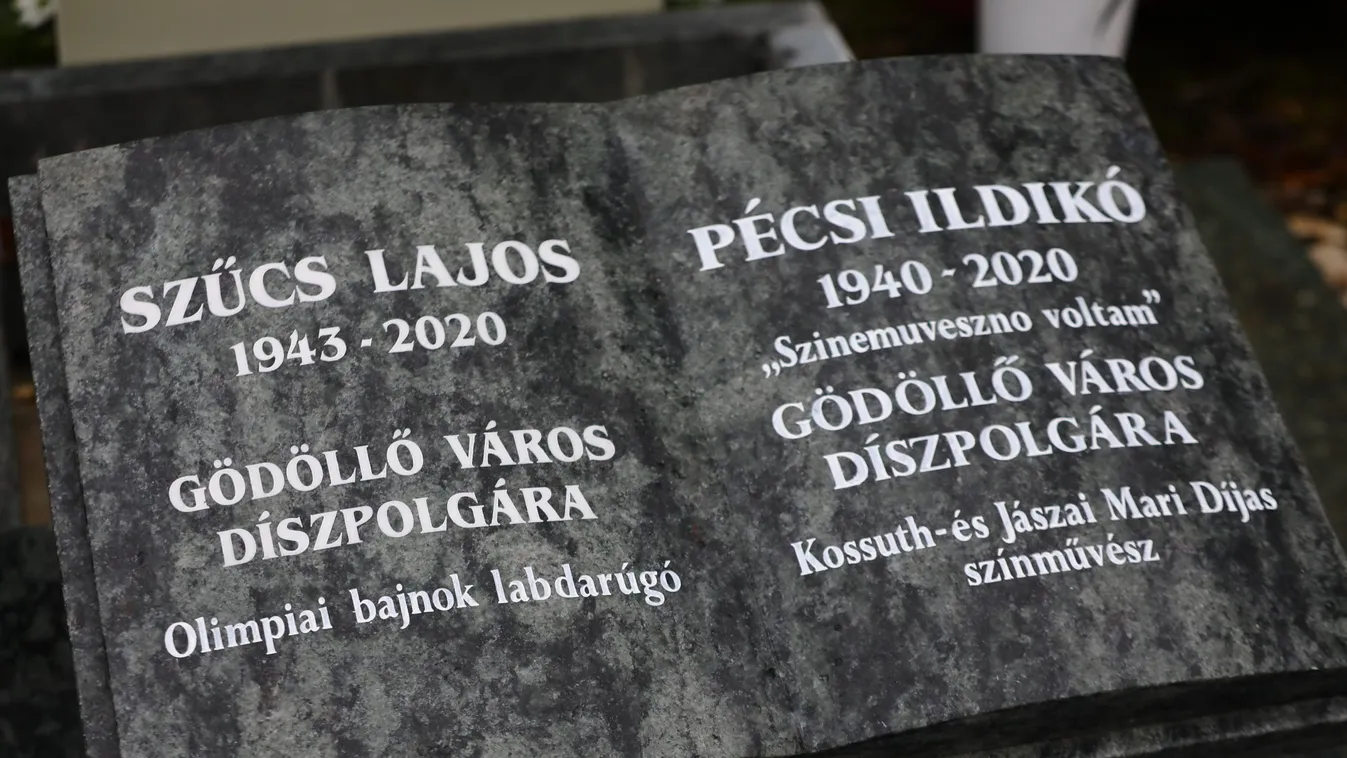 SZŰCS LAJOS
1943 - 2020
GÖDÖLLŐ VÁROS
DÍSZPOLGÁRA
Olimpiai bajnok labdarúgó
PÉCSI ILDIKÓ
1940 - 2020
„Szinemuveszno voltam”
GÖDÖLLŐ VÁROS
DÍSZPOLGÁRA
Kossuth-és Jászai Mari Díjas
színművész